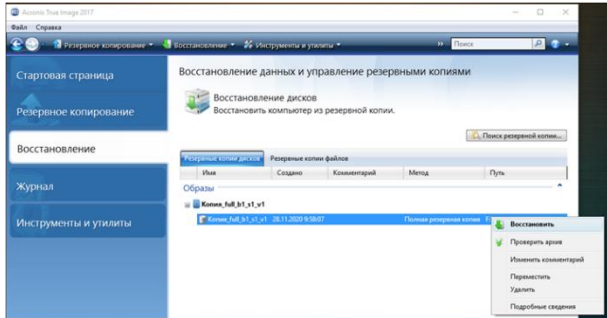 Acronis True Image 2017
Файл Справка
Резервное копирование Восстановление Инструменты и утилиты Поиск
Стартовая страница
Резервное копирование
Восстановление
Журнал
Инструменты и утилиты
Восстановление данных и управление резервными копиями
Восстановление дисков
Восстановить компьютер из резервной копии.
Поиск резервной копии...
Резервные копии дисков Резервные копии файлов
Имя Создано Комментарий Метод Путь
Образы
Копия_full_b1_s1_v1
Копия_full_b1_s1_v1 28.11.2020 9:58:07 Полная резервная копия
Восстановить
Проверить архив
Изменить комментарий
Переместить
Удалить
Подробные сведения